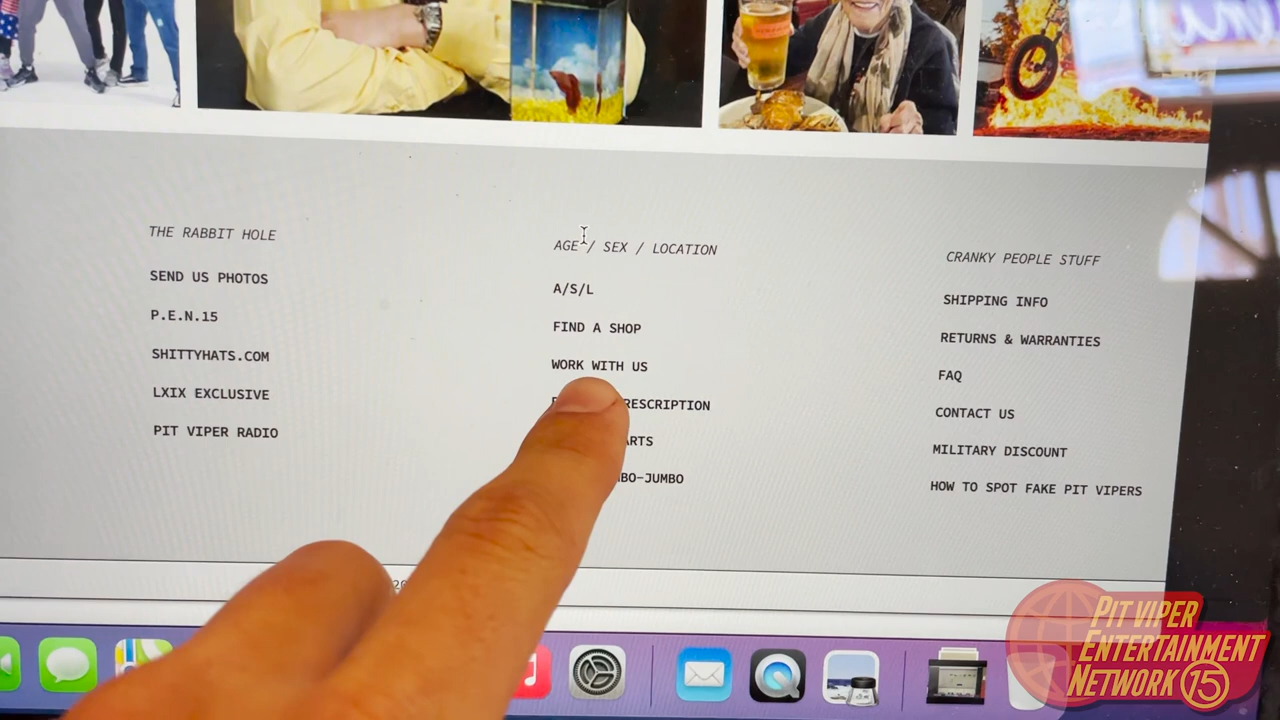 THE RABBIT HOLE
SEND US PHOTOS
P.E.N.15
SHITTYHATS.COM
LXIX EXCLUSIVE
PIT VIPER RADIO
AGE / SEX / LOCATION
A/S/L
FIND A SHOP
WORK WITH US
RESCRIPTION
ARTS
BO-JUMBO
CRANKY PEOPLE STUFF
SHIPPING INFO
RETURNS & WARRANTIES
FAQ
CONTACT US
MILITARY DISCOUNT
HOW TO SPOT FAKE PIT VIPERS
PIT VIPER
ENTERTAINMENT
NETWORK 15